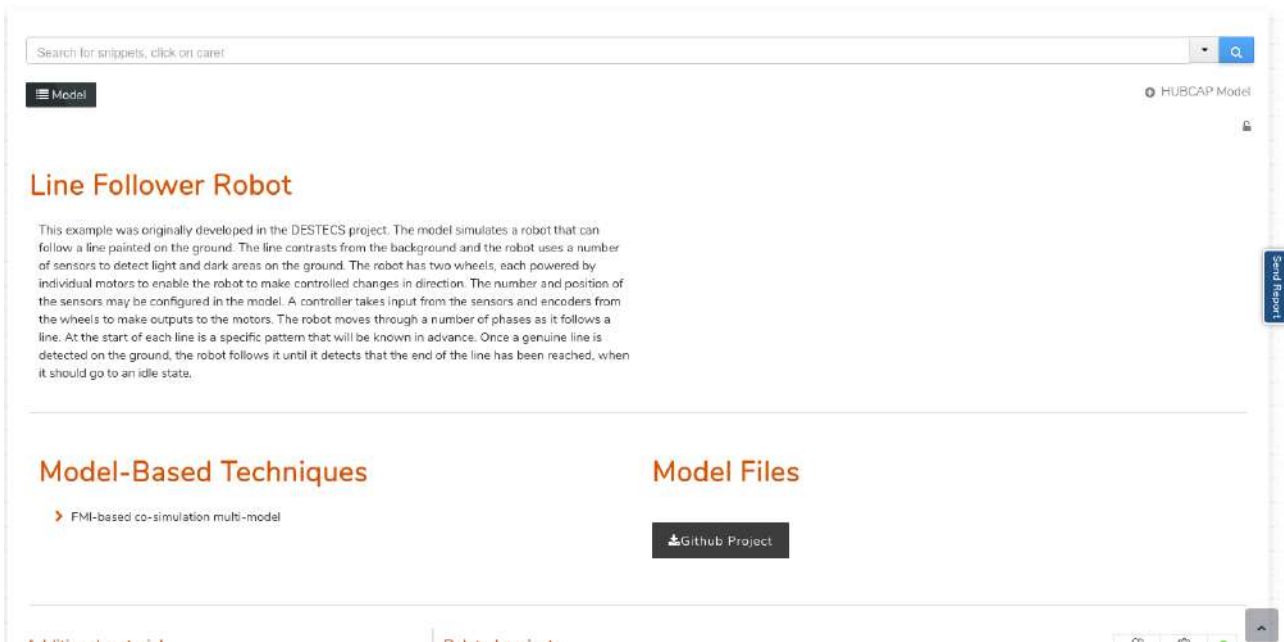 Search for snippets, click on caret
Model
HUBCAP Model
Line Follower Robot
This example was originally developed in the DESTECS project. The model simulates a robot that can
follow a line painted on the ground. The line contrasts from the background and the robot uses a number
of sensors to detect light and dark areas on the ground. The robot has two wheels, each powered by
individual motors to enable the robot to make controlled changes in direction. The number and position of
the sensors may be configured in the model. A controller takes input from the sensors and encoders from
the wheels to make outputs to the motors. The robot moves through a number of phases as it follows a
line. At the start of each line is a specific pattern that will be known in advance. Once a genuine line is
detected on the ground, the robot follows it until it detects that the end of the line has been reached, when
it should go to an idle state.
Send Report
Model-Based Techniques
FMI-based co-simulation multi-model
Model Files
Github Project